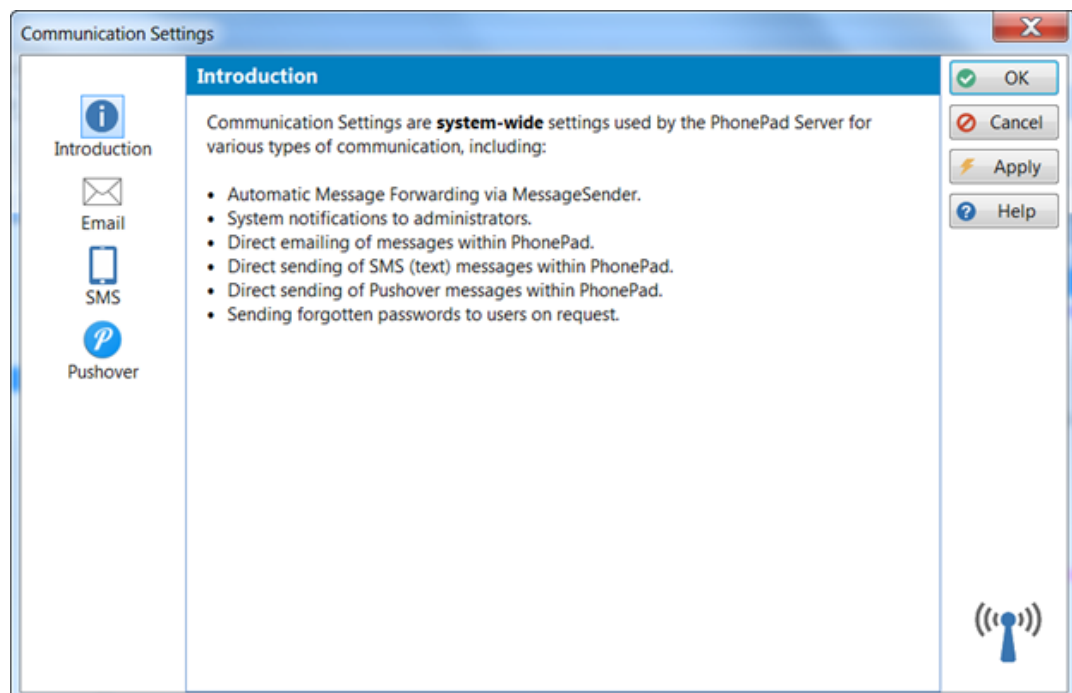 Communication Settings
Introduction
Email
SMS
Pushover
Introduction
Communication Settings are system-wide settings used by the PhonePad Server for
various types of communication, including:
• Automatic Message Forwarding via MessageSender.
• System notifications to administrators.
• Direct emailing of messages within PhonePad.
• Direct sending of SMS (text) messages within PhonePad.
• Direct sending of Pushover messages within PhonePad.
• Sending forgotten passwords to users on request.
OK
Cancel
Apply
Help